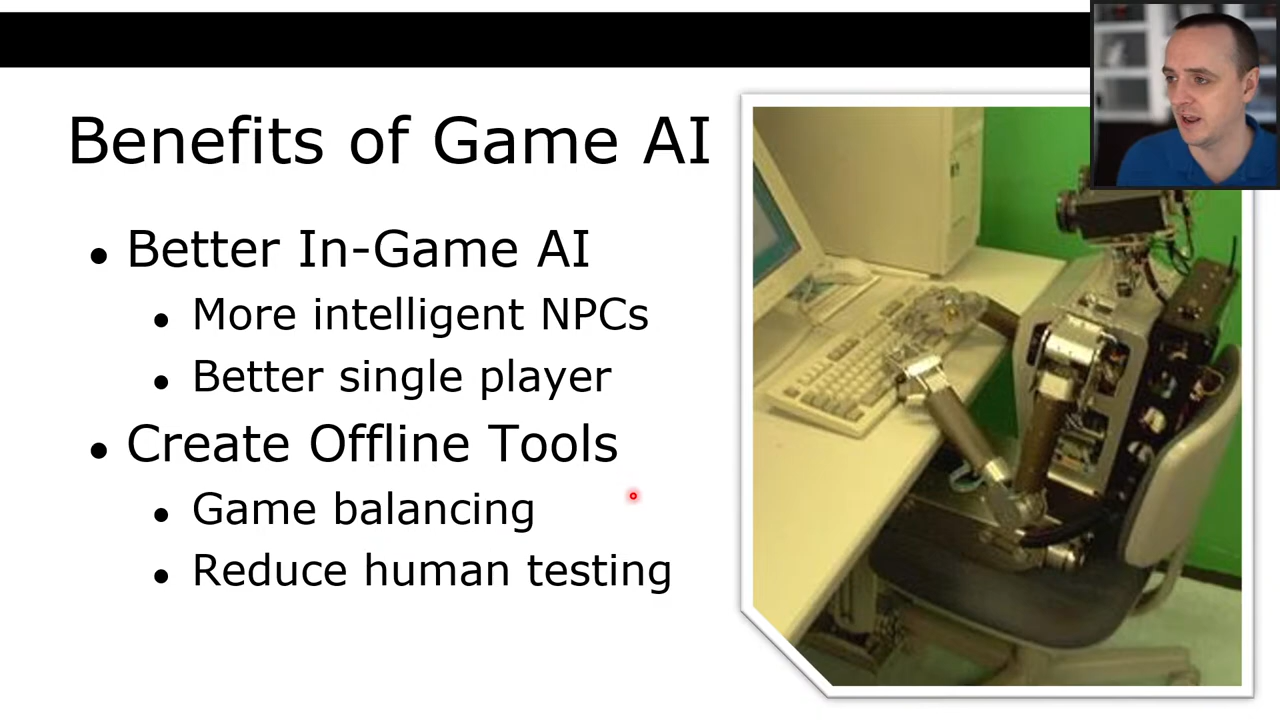 Benefits of Game AI
Better In-Game AI
More intelligent NPCs
Better single player
Create Offline Tools
Game balancing
Reduce human testing